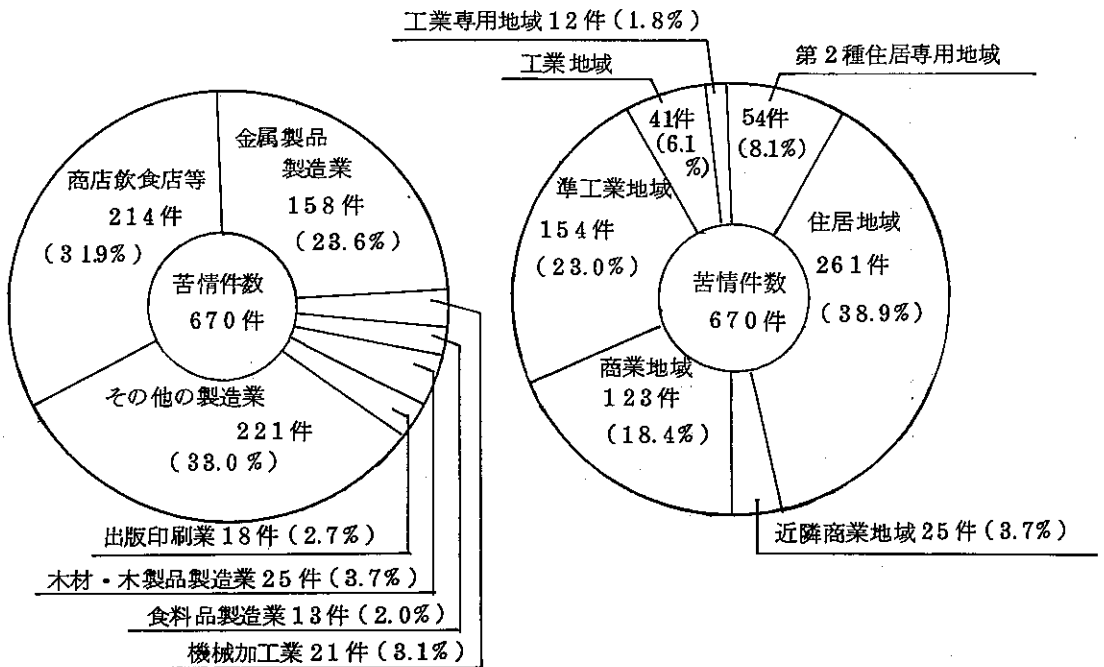 工業専用地域12件(1.8%)
工業地域
第2種住居専用地域
金属製品
製造業
158件
(23.6%)
商店飲食店等
214件
(31.9%)
苦情件数
670件
その他の製造業
221件
(33.0%)
出版印刷業18件(2.7%)
木材・木製品製造業25件(3.7%)
食料品製造業13件(2.0%)
機械加工業21件(3.1%)
41件
(6.1
%)
54件
(8.1%)
準工業地域
154件
(23.0%)
住居地域
261件
(38.9%)
苦情件数
670件
商業地域
123件
(18.4%)
近隣商業地域25件(3.7%)